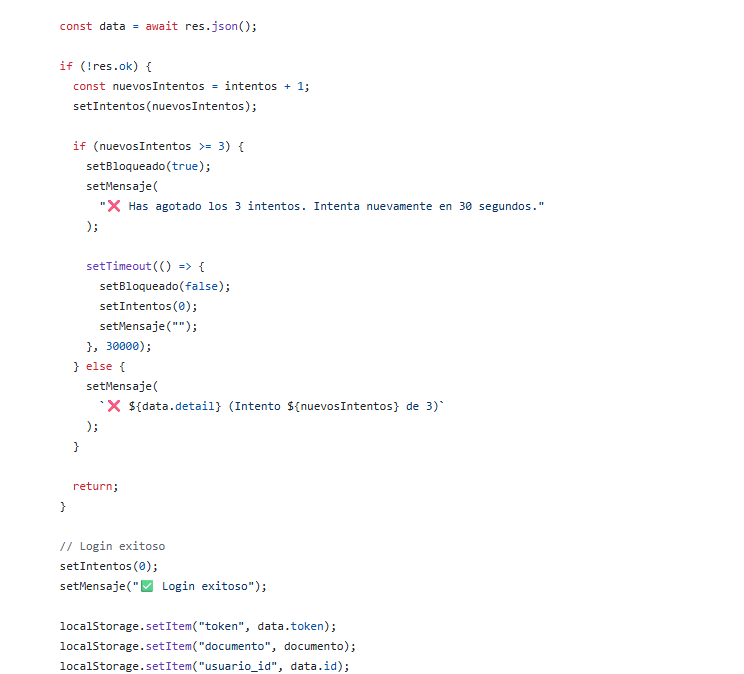 const data = await res.json();
if (!res.ok) {
const nuevosIntentos = intentos + 1;
setIntentos(nuevosIntentos);
if (nuevosIntentos >= 3) {
setBloqueado(true);
setMensaje(
"❌ Has agotado los 3 intentos. Intenta nuevamente en 30 segundos."
);
setTimeout(() => {
setBloqueado(false);
setIntentos(0);
setMensaje("");
}, 30000);
} else {
setMensaje(
`❌ ${data.detail} (Intento ${nuevosIntentos} de 3)`
);
}
return;
}
// Login exitoso
setIntentos(0);
setMensaje("✅ Login exitoso");
localStorage.setItem("token", data.token);
localStorage.setItem("documento", documento);
localStorage.setItem("usuario_id", data.id);